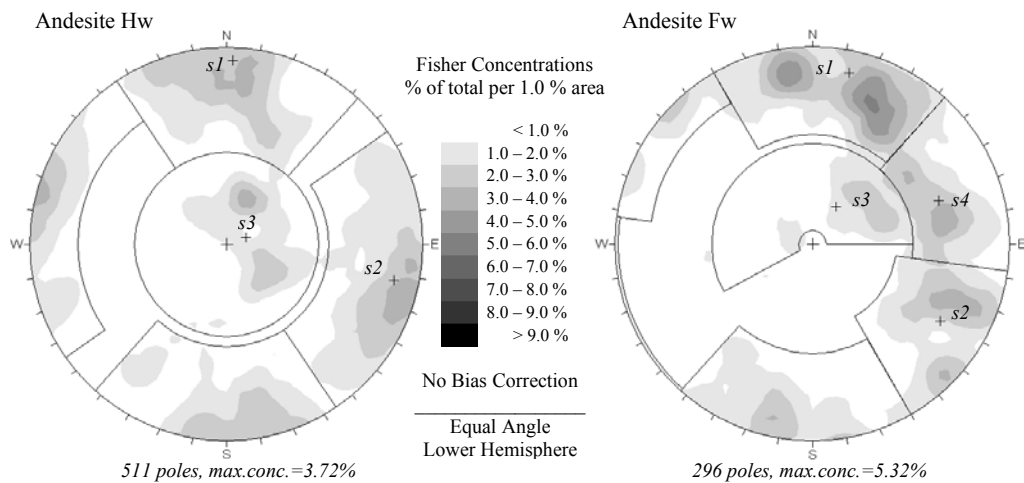 Andesite Hw
N
s1
W
E
s3
s2
S
511 poles, max.conc.=3.72%
Fisher Concentrations
% of total per 1.0 % area
< 1.0 %
1.0 – 2.0 %
2.0 – 3.0 %
3.0 – 4.0 %
4.0 – 5.0 %
5.0 – 6.0 %
6.0 – 7.0 %
7.0 – 8.0 %
8.0 – 9.0 %
> 9.0 %
No Bias Correction
Equal Angle
Lower Hemisphere
Andesite Fw
N
s1
s3
s4
W
E
s2
S
296 poles, max.conc.=5.32%